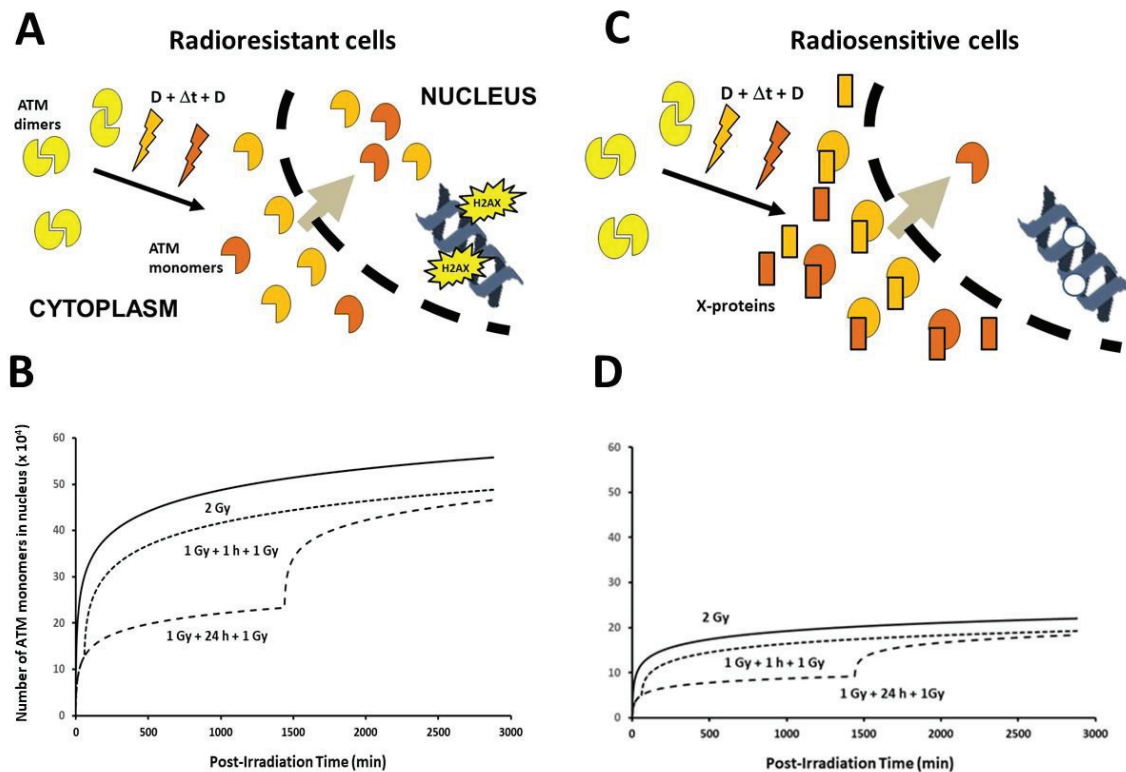 A
Radioresistant cells
ATM
dimers
D + Δt + D
NUCLEUS
H2AX
H2AX
ATM
monomers
CYTOPLASM
C
Radiosensitive cells
D + Δt + D
X-proteins
B
Number of ATM monomers in nucleus (x 10⁴)
60
50
40
30
20
10
0
2 Gy
1 Gy + 1 h + 1 Gy
1 Gy + 24 h + 1 Gy
0 500 1000 1500 2000 2500 3000
Post-Irradiation Time (min)
D
60
50
40
30
20
10
0
2 Gy
1 Gy + 1 h + 1 Gy
1 Gy + 24 h + 1Gy
0 500 1000 1500 2000 2500 3000
Post-Irradiation Time (min)